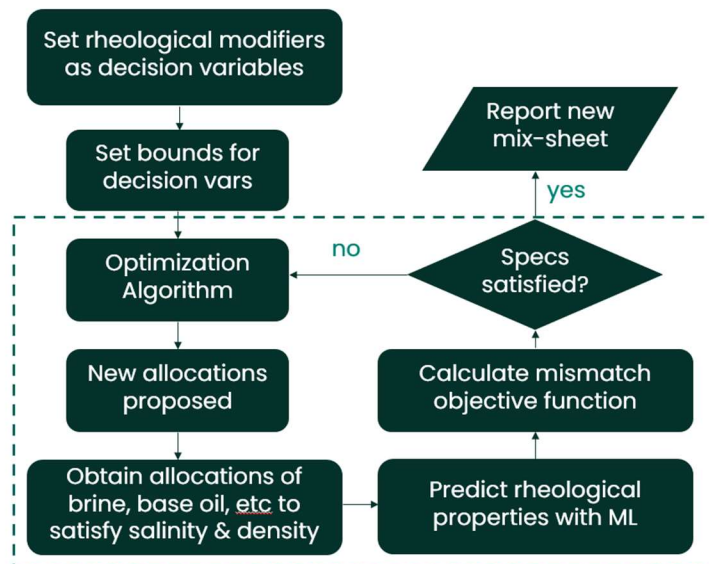 Set rheological modifiers
as decision variables
Set bounds for
decision vars
Optimization
Algorithm
New allocations
proposed
Obtain allocations of
brine, base oil, etc to
satisfy salinity & density
Predict rheological
properties with ML
Calculate mismatch
objective function
Specs
satisfied?
no
yes
Report new
mix-sheet